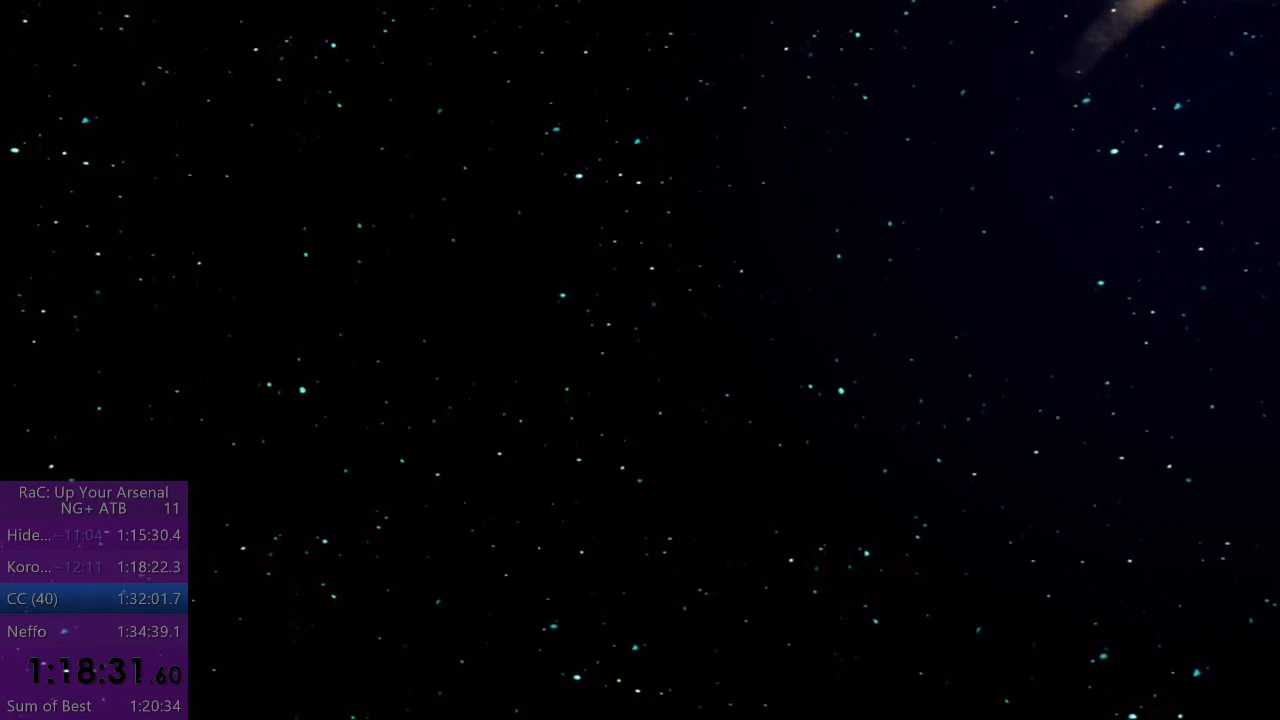 RaC: Up Your Arsenal
NG+ ATB 11
Hide... -11:04 1:15:30.4
Koro... -12:11 1:18:22.3
CC (40) 1:32:01.7
Neffo 1:34:39.1
1:18:31.60
Sum of Best 1:20:34